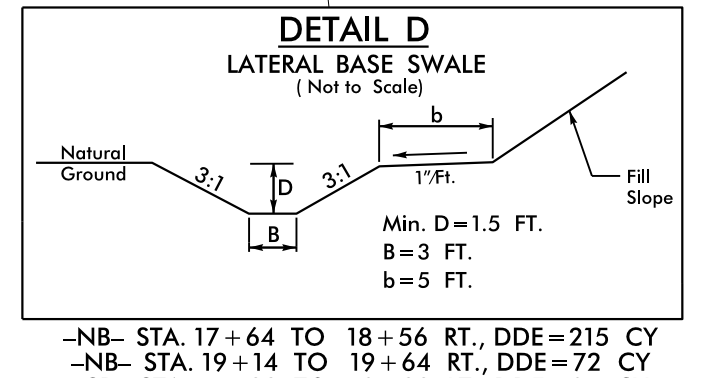 DETAIL D
LATERAL BASE SWALE
( Not to Scale)
b
Natural
Ground
3:1
D
3:1
1"/Ft.
Fill
Slope
B
Min. D=1.5 FT.
B=3 FT.
b=5 FT.
–NB– STA. 17+64 TO 18+56 RT., DDE=215 CY
–NB– STA. 19+14 TO 19+64 RT., DDE=72 CY